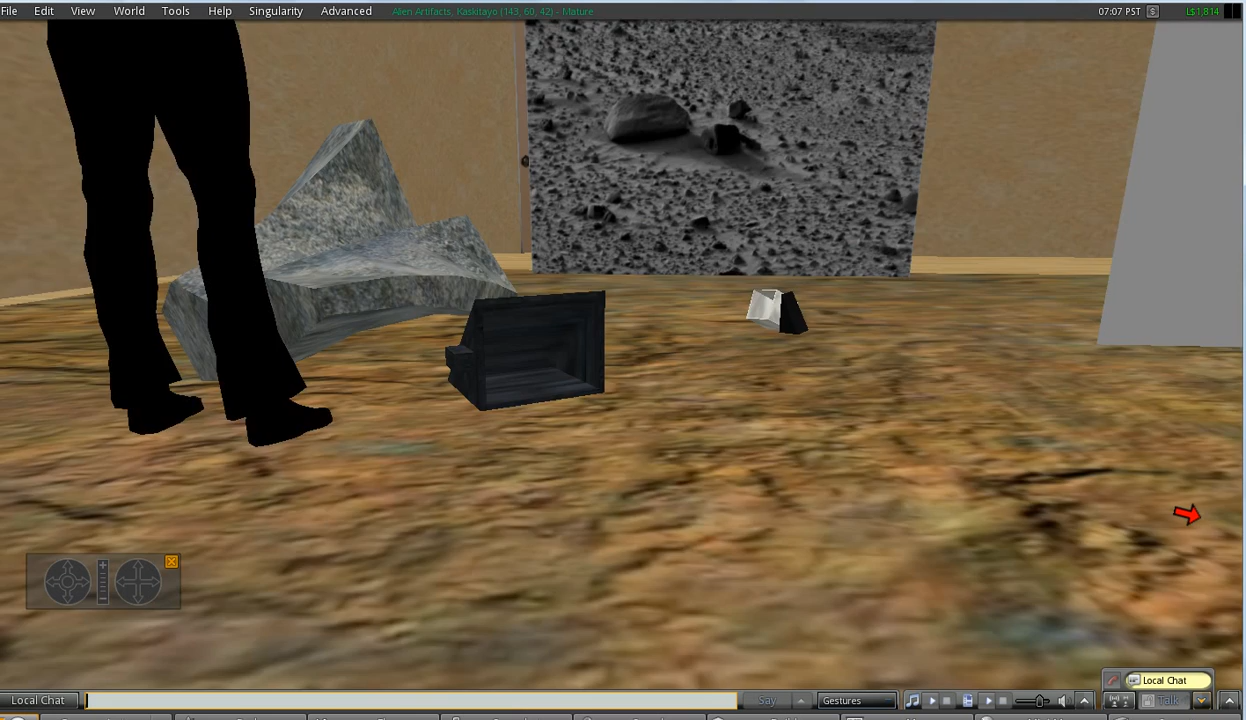 File Edit View World Tools Help Singularity Advanced Alien Artifacts, Kaskitayo (143, 60, 42) - Mature 07:07 PST $ L$1,814
Local Chat
Local Chat Say Gestures Talk